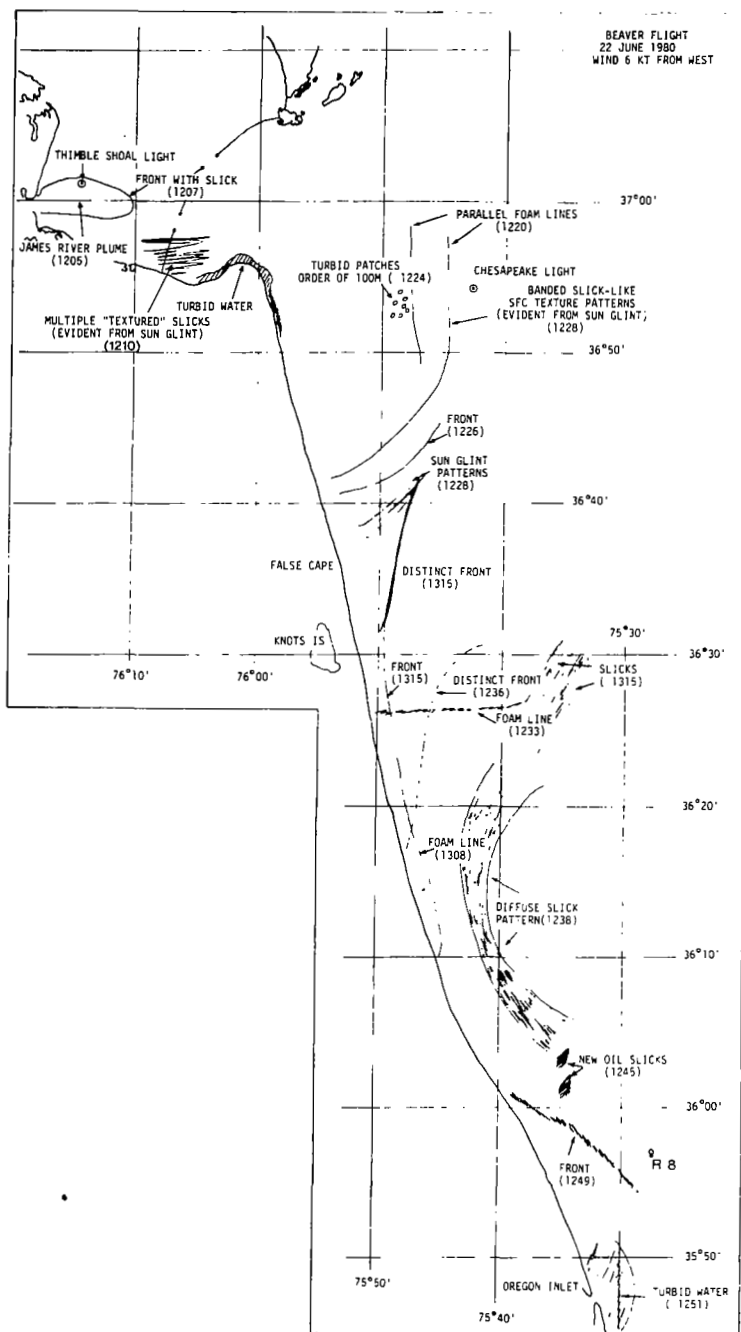 BEAVER FLIGHT
22 JUNE 1980
WIND 6 KT FROM WEST
THIMBLE SHOAL LIGHT
FRONT WITH SLICK
(1207)
37°00'
PARALLEL FOAM LINES
(1220)
JAMES RIVER PLUME
(1205)
TURBID PATCHES
ORDER OF 100M ( 1224)
CHESAPEAKE LIGHT
BANDED SLICK-LIKE
SFC TEXTURE PATTERNS
(EVIDENT FROM SUN GLINT;
(1228)
TURBID WATER
MULTIPLE "TEXTURED" SLICKS
(EVIDENT FROM SUN GLINT)
(1210)
36°50'
FRONT
(1226)
SUN GLINT
PATTERNS
(1228)
36°40'
FALSE CAPE
DISTINCT FRONT
(1315)
KNOTS IS
75°30'
36°30'
76°10'
76°00'
FRONT
(1315)
DISTINCT FRONT
(1236)
SLICKS
( 1315)
FOAM LINE
(1233)
36°20'
FOAM LINE
(1308)
DIFFUSE SLICK
PATTERN(1238)
36°10'
NEW OIL SLICKS
(1245)
36°00'
R 8
FRONT
(1249)
35°50'
75°50'
OREGON INLET
75°40'
TURBID WATER
( 1251)